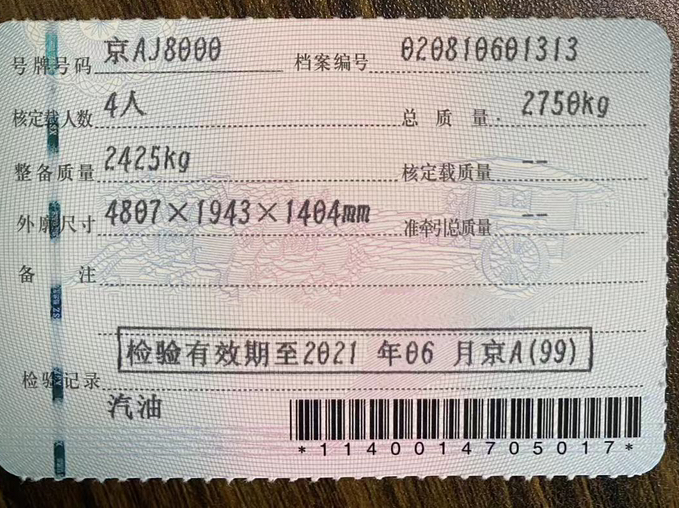 号牌号码 京AJ8000 档案编号 020810601313
核定载人数 4人 总质量 2750kg
整备质量 2425kg 核定载质量 --
外廓尺寸 4807×1943×1404mm 准牵引总质量 --
备注
检验有效期至2021 年06 月京A(99)
检验记录
汽油
*1140014705017*